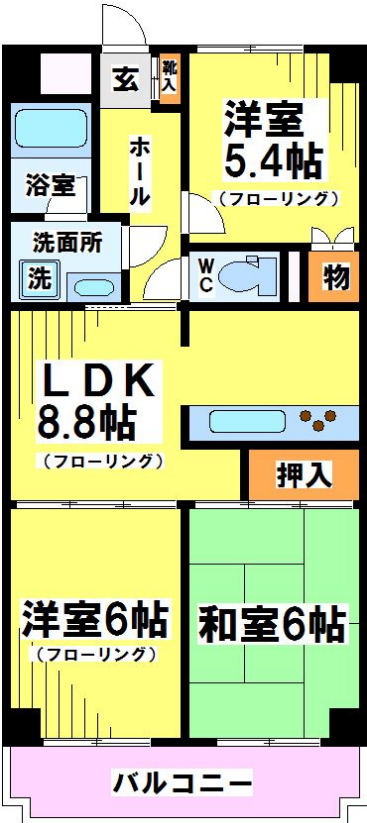 玄
靴入
洋室
5.4帖
(フローリング)
ホール
浴室
洗面所
洗
WC
物
LDK
8.8帖
(フローリング)
押入
洋室6帖
(フローリング)
和室6帖
バルコニー